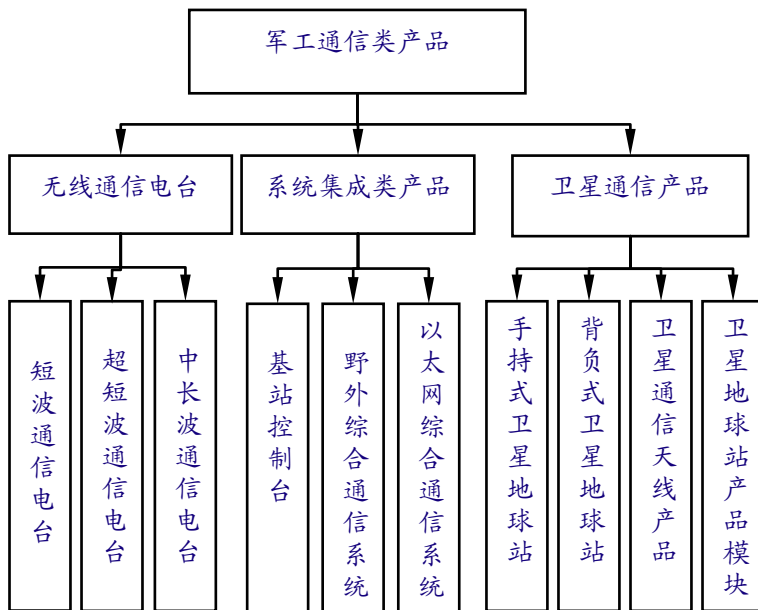 军工通信类产品
无线通信电台
系统集成类产品
卫星通信产品
短波通信电台
超短波通信电台
中长波通信电台
基站控制台
野外综合通信系统
以太网综合通信系统
手持式卫星地球站
背负式卫星地球站
卫星通信天线产品
卫星地球站产品模块